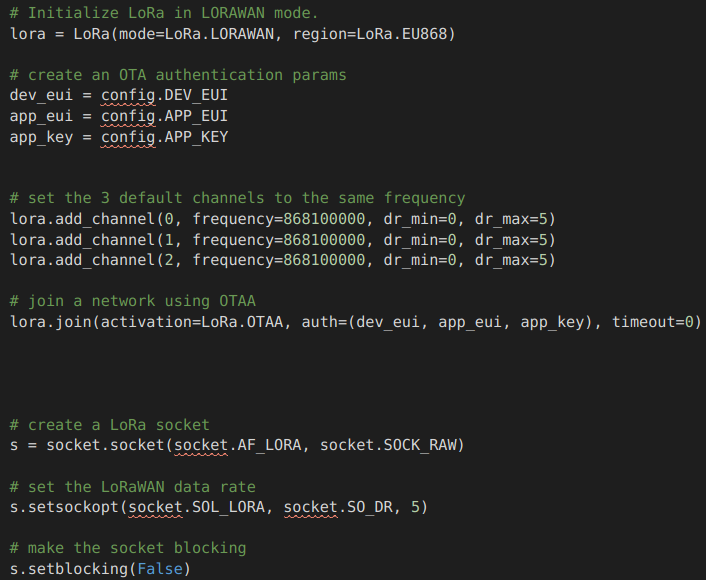 # Initialize LoRa in LORAWAN mode.
lora = LoRa(mode=LoRa.LORAWAN, region=LoRa.EU868)
# create an OTA authentication params
dev_eui = config.DEV_EUI
app_eui = config.APP_EUI
app_key = config.APP_KEY
# set the 3 default channels to the same frequency
lora.add_channel(0, frequency=868100000, dr_min=0, dr_max=5)
lora.add_channel(1, frequency=868100000, dr_min=0, dr_max=5)
lora.add_channel(2, frequency=868100000, dr_min=0, dr_max=5)
# join a network using OTAA
lora.join(activation=LoRa.OTAA, auth=(dev_eui, app_eui, app_key), timeout=0)
# create a LoRa socket
s = socket.socket(socket.AF_LORA, socket.SOCK_RAW)
# set the LoRaWAN data rate
s.setsockopt(socket.SOL_LORA, socket.SO_DR, 5)
# make the socket blocking
s.setblocking(False)